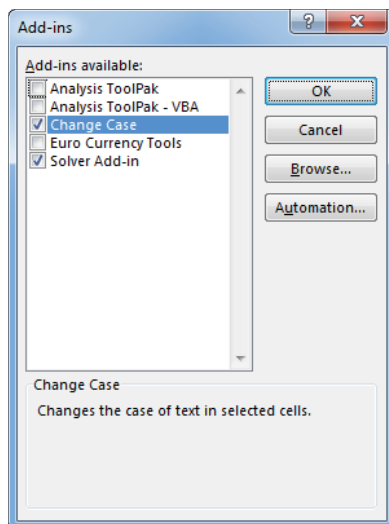 Add-ins
Add-ins available:
Analysis ToolPak
Analysis ToolPak - VBA
Change Case
Euro Currency Tools
Solver Add-in
OK
Cancel
Browse...
Automation...
Change Case
Changes the case of text in selected cells.